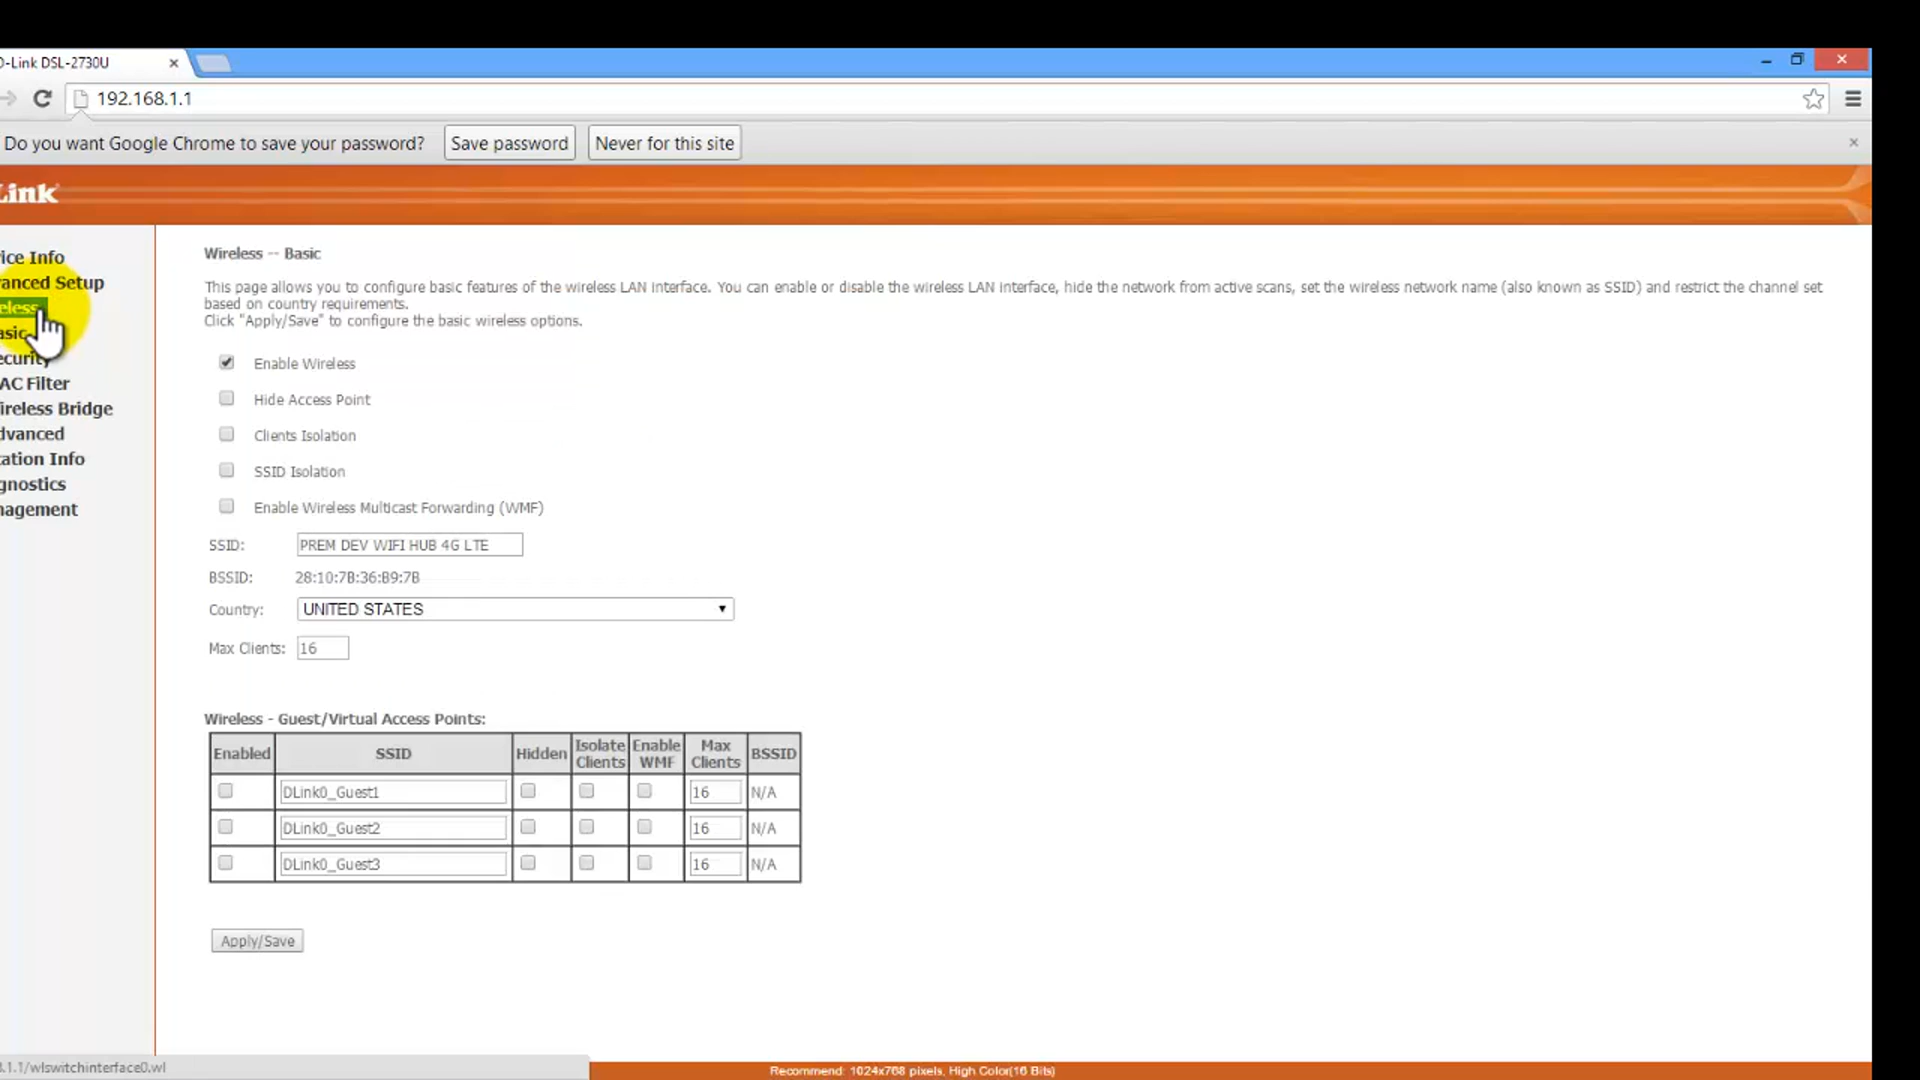 D-Link DSL-2730U
192.168.1.1
Do you want Google Chrome to save your password? Save password Never for this site
Link
ice Info
anced Setup
eless
asic
ecurity
AC Filter
ireless Bridge
dvanced
ation Info
gnostics
nagement
Wireless -- Basic
This page allows you to configure basic features of the wireless LAN interface. You can enable or disable the wireless LAN interface, hide the network from active scans, set the wireless network name (also known as SSID) and restrict the channel set
based on country requirements.
Click "Apply/Save" to configure the basic wireless options.
Enable Wireless
Hide Access Point
Clients Isolation
SSID Isolation
Enable Wireless Multicast Forwarding (WMF)
SSID: PREM DEV WIFI HUB 4G LTE
BSSID: 28:10:7B:36:B9:7B
Country: UNITED STATES
Max Clients: 16
Wireless - Guest/Virtual Access Points:
Enabled SSID Hidden Isolate Clients Enable WMF Max Clients BSSID
DLink0_Guest1 16 N/A
DLink0_Guest2 16 N/A
DLink0_Guest3 16 N/A
Apply/Save
.1.1/wlswitchinterface0.wl
Recommend: 1024x768 pixels, High Color(16 Bits)